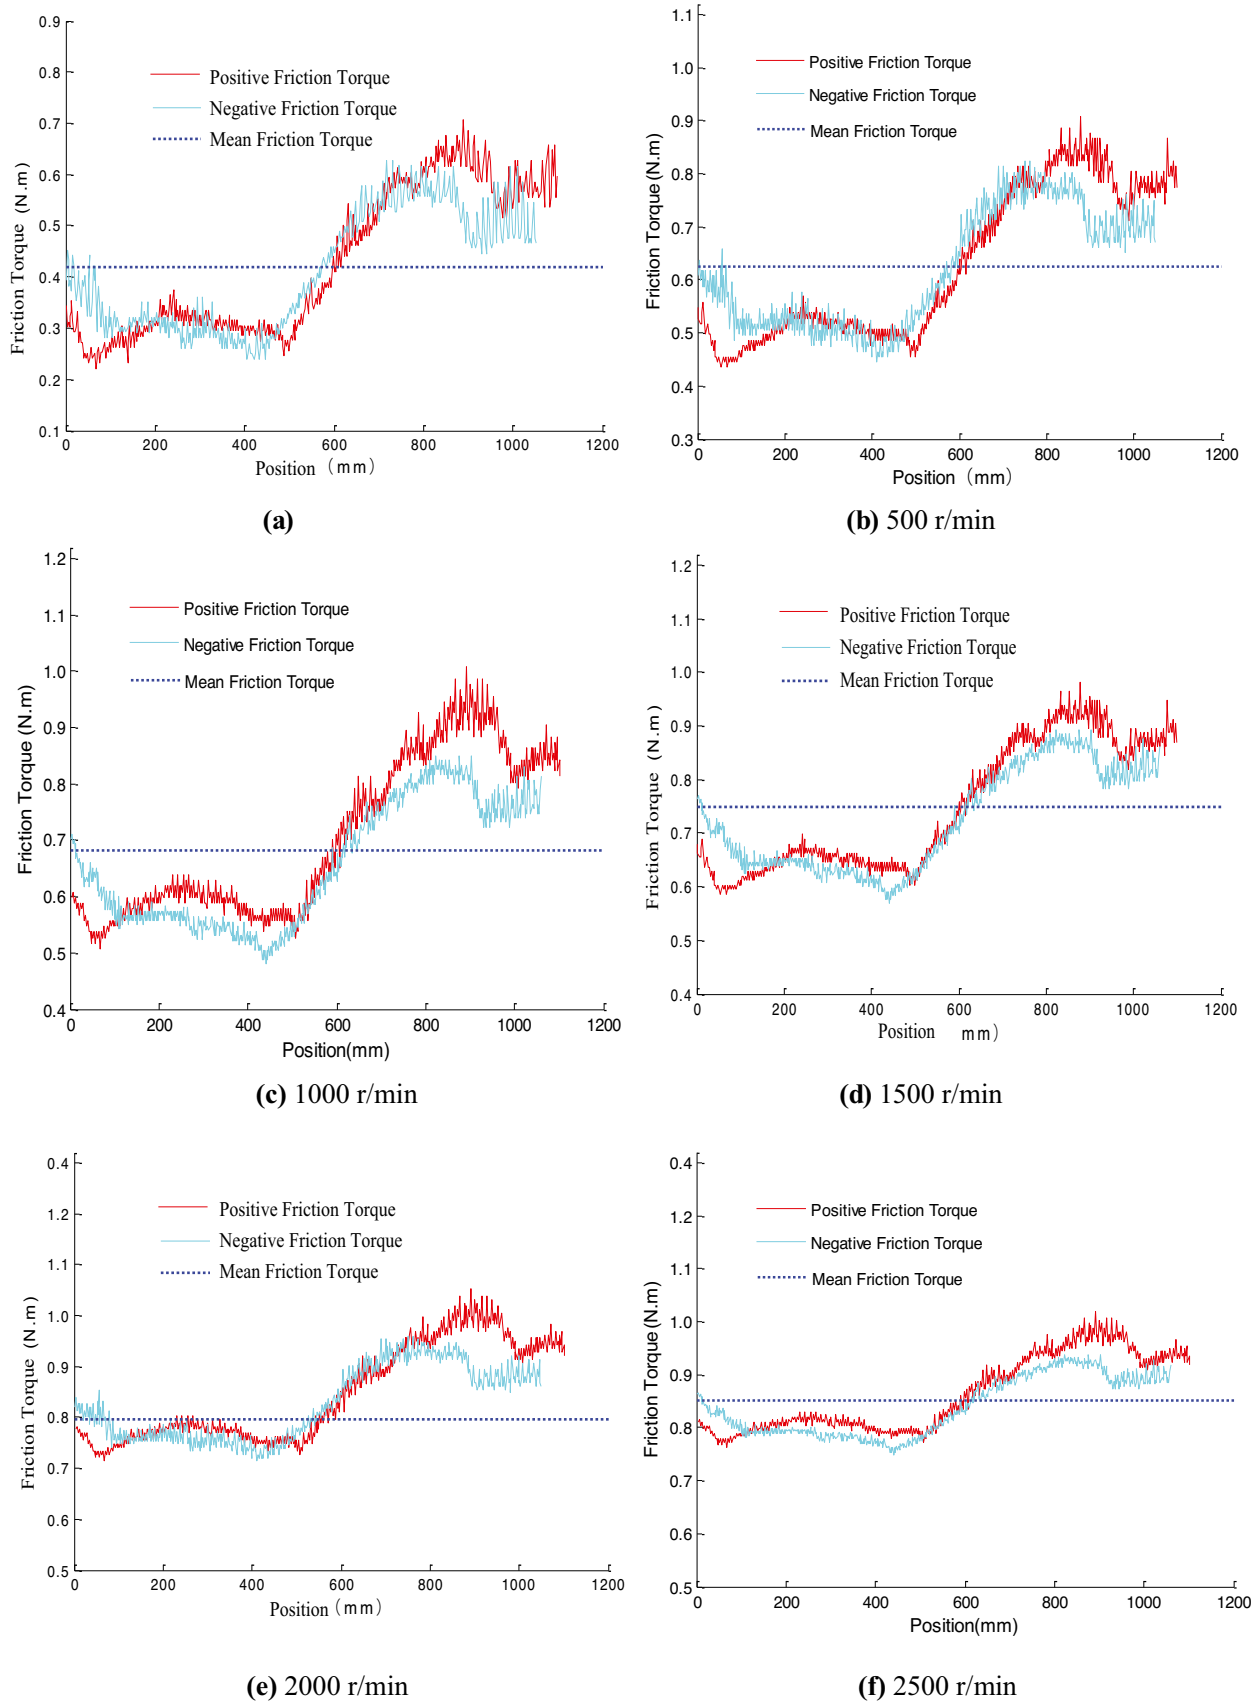 0.9
0.8
0.7
0.6
0.5
0.4
0.3
0.2
0.1
Friction Torque (N.m)
Positive Friction Torque
Negative Friction Torque
Mean Friction Torque
0 200 400 600 800 1000 1200
Position (mm)
(a)
1.1
1.0
0.9
0.8
0.7
0.6
0.5
0.4
0.3
Friction Torque (N.m)
Positive Friction Torque
Negative Friction Torque
Mean Friction Torque
0 200 400 600 800 1000 1200
Position (mm)
(b) 500 r/min
1.2
1.1
1.0
0.9
0.8
0.7
0.6
0.5
0.4
Friction Torque (N.m)
Positive Friction Torque
Negative Friction Torque
Mean Friction Torque
0 200 400 600 800 1000 1200
Position(mm)
(c) 1000 r/min
1.2
1.1
1.0
0.9
0.8
0.7
0.6
0.5
0.4
Friction Torque (N.m)
Positive Friction Torque
Negative Friction Torque
Mean Friction Torque
0 200 400 600 800 1000 1200
Position mm)
(d) 1500 r/min
0.4
1.2
1.1
1.0
0.9
0.8
0.7
0.6
0.5
Friction Torque (N.m)
Positive Friction Torque
Negative Friction Torque
Mean Friction Torque
0 200 400 600 800 1000 1200
Position (mm)
(e) 2000 r/min
0.4
1.2
1.1
1.0
0.9
0.8
0.7
0.6
0.5
Friction Torque (N.m)
Positive Friction Torque
Negative Friction Torque
Mean Friction Torque
0 200 400 600 800 1000 1200
Position(mm)
(f) 2500 r/min